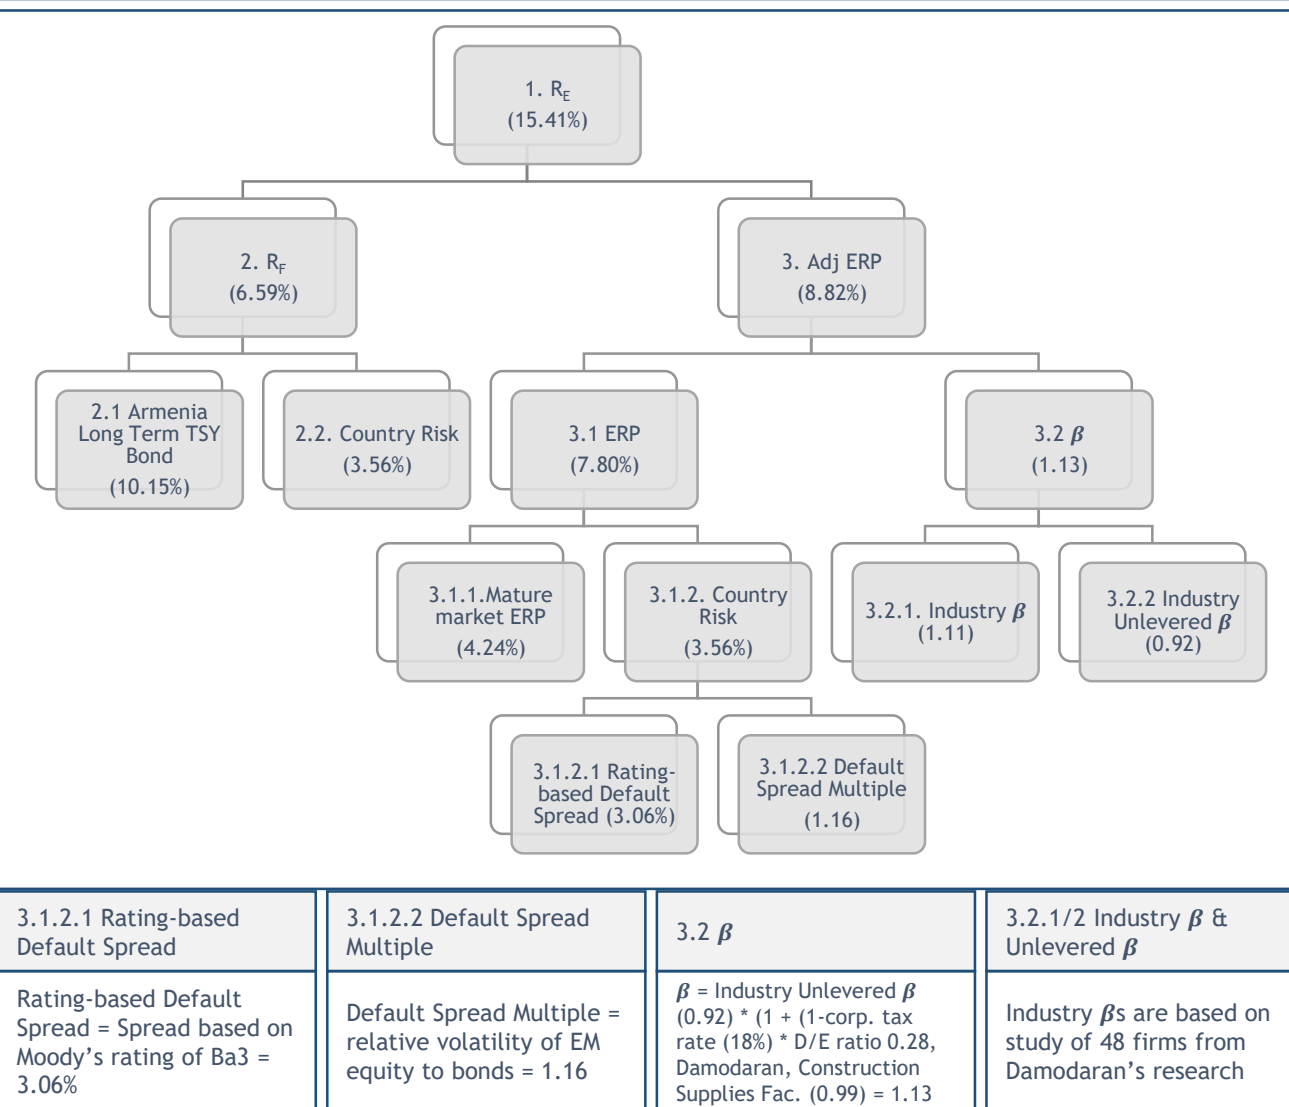 1. RE
(15.41%)
2. RF
(6.59%)
3. Adj ERP
(8.82%)
2.1 Armenia
Long Term TSY
Bond
(10.15%)
2.2. Country Risk
(3.56%)
3.1 ERP
(7.80%)
3.2 𝜷
(1.13)
3.1.1.Mature
market ERP
(4.24%)
3.1.2. Country
Risk
(3.56%)
3.2.1. Industry 𝜷
(1.11)
3.2.2 Industry
Unlevered 𝜷
(0.92)
3.1.2.1 Rating-
based Default
Spread (3.06%)
3.1.2.2 Default
Spread Multiple
(1.16)
3.1.2.1 Rating-based
Default Spread
Rating-based Default
Spread = Spread based on
Moody's rating of Ba3 =
3.06%
3.1.2.2 Default Spread
Multiple
Default Spread Multiple =
relative volatility of EM
equity to bonds = 1.16
3.2 𝜷
𝜷 = Industry Unlevered 𝜷
(0.92) * (1 + (1-corp. tax
rate (18%) * D/E ratio 0.28,
Damodaran, Construction
Supplies Fac. (0.99) = 1.13
3.2.1/2 Industry 𝜷 &
Unlevered 𝜷
Industry 𝜷s are based on
study of 48 firms from
Damodaran's research